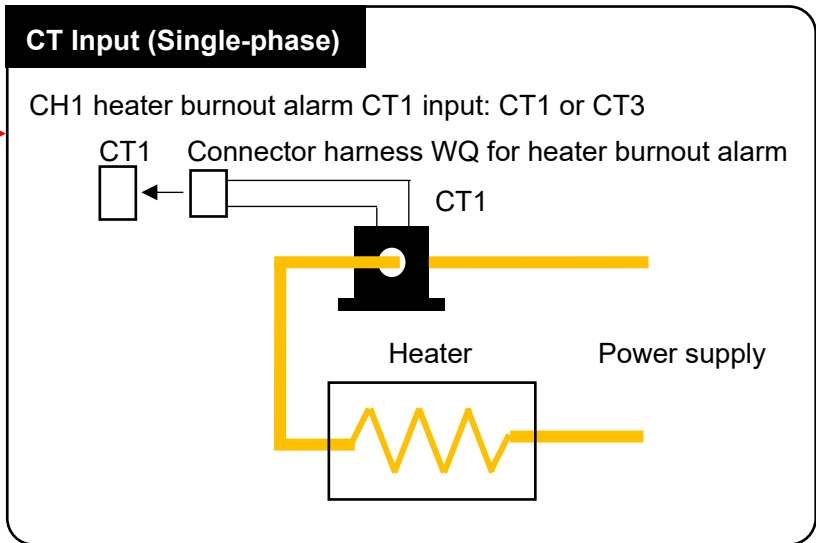 CT Input (Single-phase)
CH1 heater burnout alarm CT1 input: CT1 or CT3
CT1 Connector harness WQ for heater burnout alarm
CT1
Heater Power supply